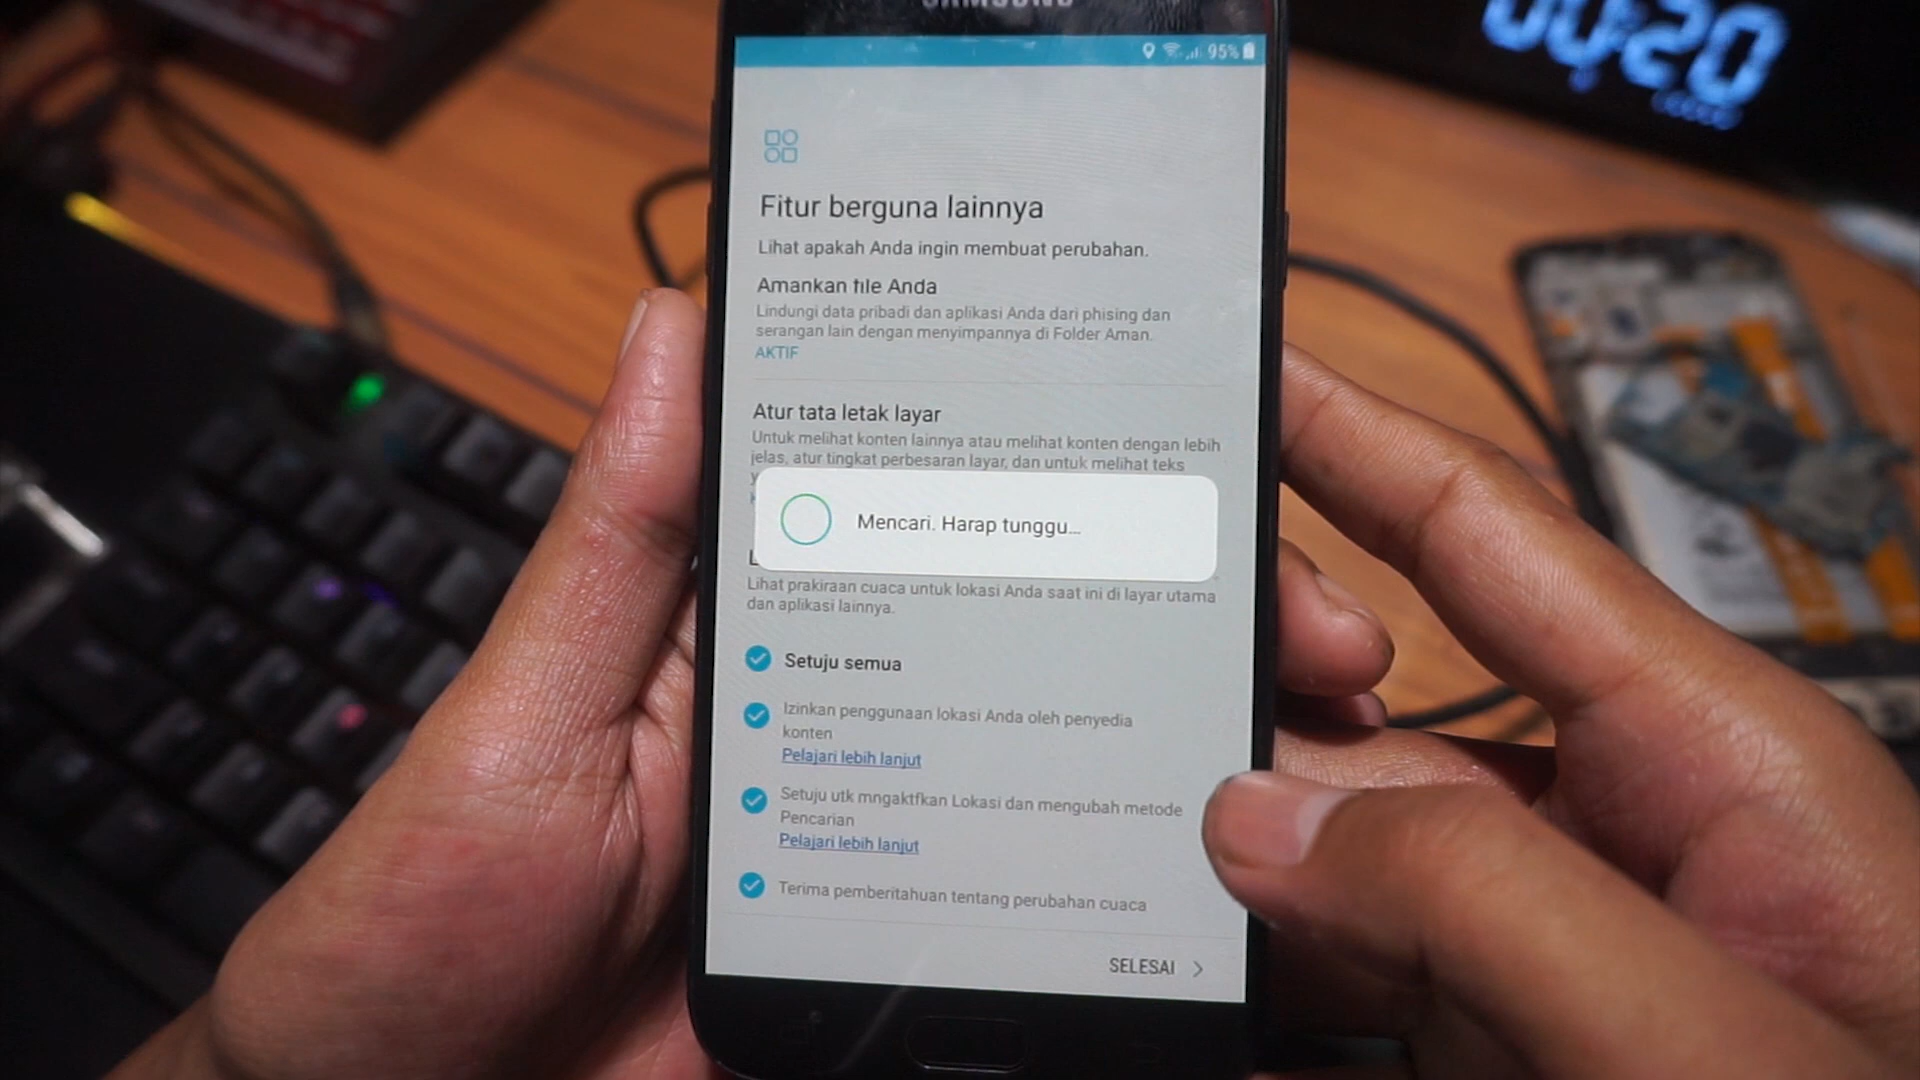 SAMSUNG
00:20
95%
Fitur berguna lainnya
Lihat apakah Anda ingin membuat perubahan.
Amankan file Anda
Lindungi data pribadi dan aplikasi Anda dari phising dan
serangan lain dengan menyimpannya di Folder Aman.
AKTIF
Atur tata letak layar
Untuk melihat konten lainnya atau melihat konten dengan lebih
jelas, atur tingkat perbesaran layar, dan untuk melihat teks
Mencari. Harap tunggu...
Lihat prakiraan cuaca untuk lokasi Anda saat ini di layar utama
dan aplikasi lainnya.
Setuju semua
Izinkan penggunaan lokasi Anda oleh penyedia
konten
Pelajari lebih lanjut
Setuju utk mngaktfkan Lokasi dan mengubah metode
Pencarian
Pelajari lebih lanjut
Terima pemberitahuan tentang perubahan cuaca
SELESAI